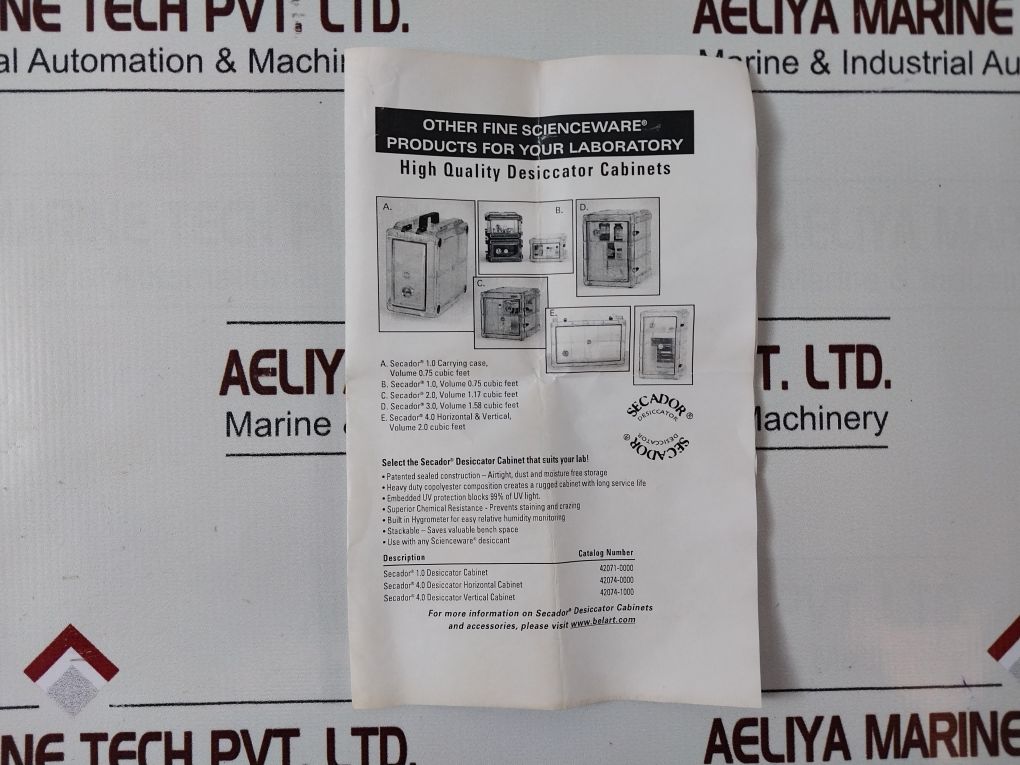 NE TECH PVT. LTD.
al Automation & Machi
AELIYA MARINE
Marine & Industrial Au
OTHER FINE SCIENCEWARE®
PRODUCTS FOR YOUR LABORATORY
High Quality Desiccator Cabinets
A.
B.
D.
C.
E.
A. Secador® 1.0 Carrying case,
Volume 0.75 cubic feet
B. Secador® 1.0, Volume 0.75 cubic feet
C. Secador® 2.0, Volume 1.17 cubic feet
D. Secador® 3.0, Volume 1.58 cubic feet
E. Secador® 4.0 Horizontal & Vertical,
Volume 2.0 cubic feet
SECADOR®
DESICCATOR
DESICCATOR
SECADOR®
AELIY
T. LTD.
Marine
Machinery
Select the Secador® Desiccator Cabinet that suits your lab!
• Patented sealed construction – Airtight, dust and moisture free storage
• Heavy duty copolyester composition creates a rugged cabinet with long service life
• Embedded UV protection blocks 99% of UV light.
• Superior Chemical Resistance - Prevents staining and crazing
• Built in Hygrometer for easy relative humidity monitoring
• Stackable – Saves valuable bench space
• Use with any Scienceware® desiccant
Description Catalog Number
Secador® 1.0 Desiccator Cabinet 42071-0000
Secador® 4.0 Desiccator Horizontal Cabinet 42074-0000
Secador® 4.0 Desiccator Vertical Cabinet 42074-1000
For more information on Secador® Desiccator Cabinets
and accessories, please visit www.belart.com
NE TECH PVT. LTD.
AELIYA MARINE